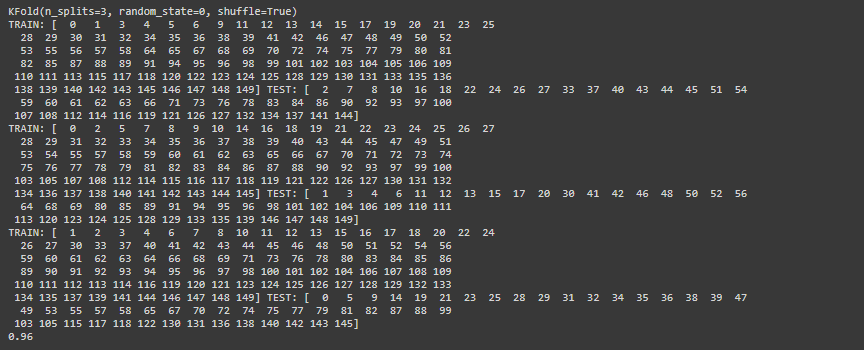 KFold(n_splits=3, random_state=0, shuffle=True)
TRAIN: [  0   1   3   4   5   6   9  11  12  13  14  15  17  19  20  21  23  25
  28  29  30  31  32  34  35  36  38  39  41  42  46  47  48  49  50  52
  53  55  56  57  58  64  65  67  68  69  70  72  74  75  77  79  80  81
  82  85  87  88  89  91  94  95  96  98  99 101 102 103 104 105 106 109
 110 111 113 115 117 118 120 122 123 124 125 128 129 130 131 133 135 136
 138 139 140 142 143 145 146 147 148 149] TEST: [  2   7   8  10  16  18  22  24  26  27  33  37  40  43  44  45  51  54
  59  60  61  62  63  66  71  73  76  78  83  84  86  90  92  93  97 100
 107 108 112 114 116 119 121 126 127 132 134 137 141 144]
TRAIN: [  0   2   5   7   8   9  10  14  16  18  19  21  22  23  24  25  26  27
  28  29  31  32  33  34  35  36  37  38  39  40  43  44  45  47  49  51
  53  54  55  57  58  59  60  61  62  63  65  66  67  70  71  72  73  74
  75  76  77  78  79  81  82  83  84  86  87  88  90  92  93  97  99 100
 103 105 107 108 112 114 115 116 117 118 119 121 122 126 127 130 131 132
 134 136 137 138 140 141 142 143 144 145] TEST: [  1   3   4   6  11  12  13  15  17  20  30  41  42  46  48  50  52  56
  64  68  69  80  85  89  91  94  95  96  98 101 102 104 106 109 110 111
 113 120 123 124 125 128 129 133 135 139 146 147 148 149]
TRAIN: [  1   2   3   4   6   7   8  10  11  12  13  15  16  17  18  20  22  24
  26  27  30  33  37  40  41  42  43  44  45  46  48  50  51  52  54  56
  59  60  61  62  63  64  66  68  69  71  73  76  78  80  83  84  85  86
  89  90  91  92  93  94  95  96  97  98 100 101 102 104 106 107 108 109
 110 111 112 113 114 116 119 120 121 123 124 125 126 127 128 129 132 133
 134 135 137 139 141 144 146 147 148 149] TEST: [  0   5   9  14  19  21  23  25  28  29  31  32  34  35  36  38  39  47
  49  53  55  57  58  65  67  70  72  74  75  77  79  81  82  87  88  99
 103 105 115 117 118 122 130 131 136 138 140 142 143 145]
0.96